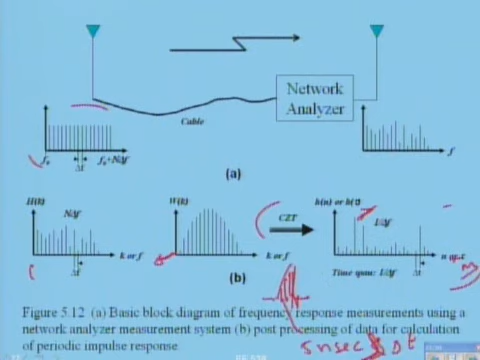 Network
Analyzer
Cable
f₀
Δf
f₀+NΔf
f
(a)
H(k)
NΔf
k or f
Δf
W(k)
k or f
CZT
h(n) or h(t)
1/Δf
Δt
Time span: 1/Δf
(b)
Figure 5.12 (a) Basic block diagram of frequency response measurements using a
network analyzer measurement system (b) post processing of data for calculation
of periodic impulse response.
5 nsec